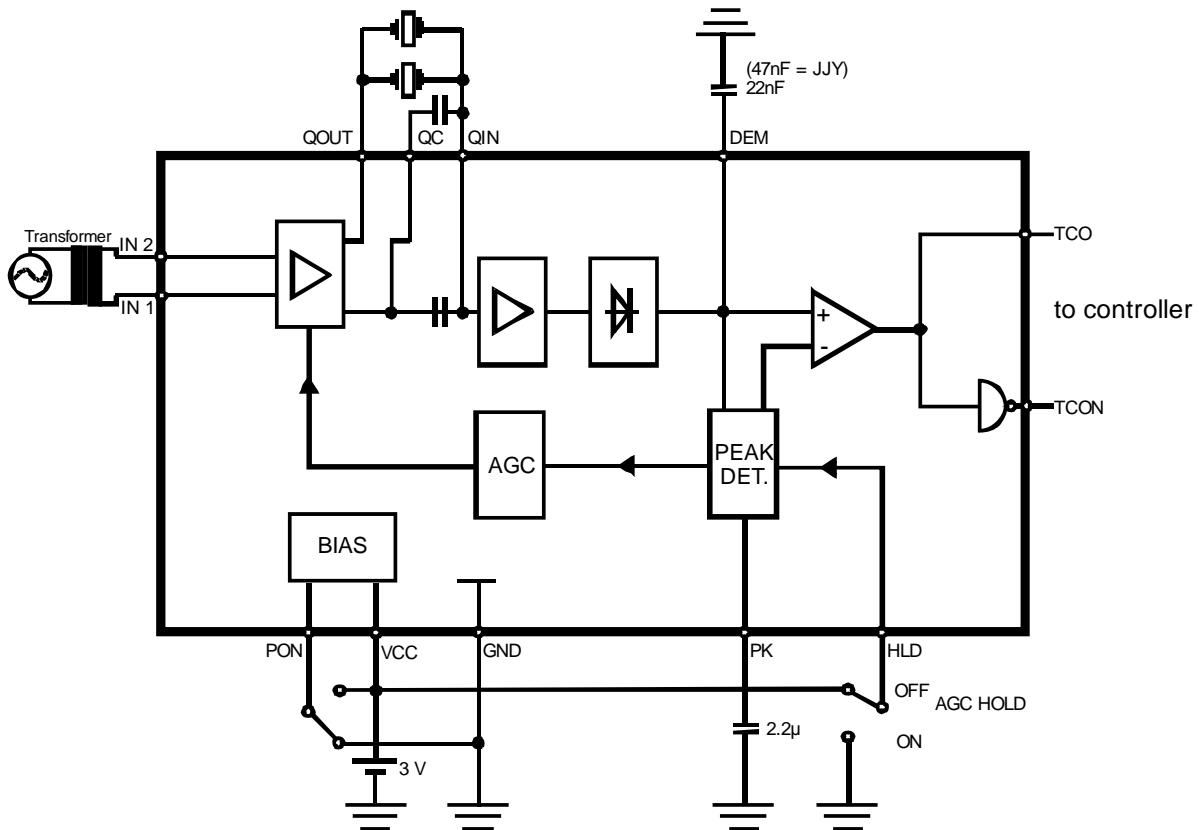 (47nF = JJY)
22nF
QOUT
QC
QIN
DEM
Transformer
IN 2
IN 1
TCO
+
-
to controller
TCON
AGC
PEAK
DET.
BIAS
PON
VCC
GND
PK
HLD
OFF
AGC HOLD
2.2µ
ON
3 V